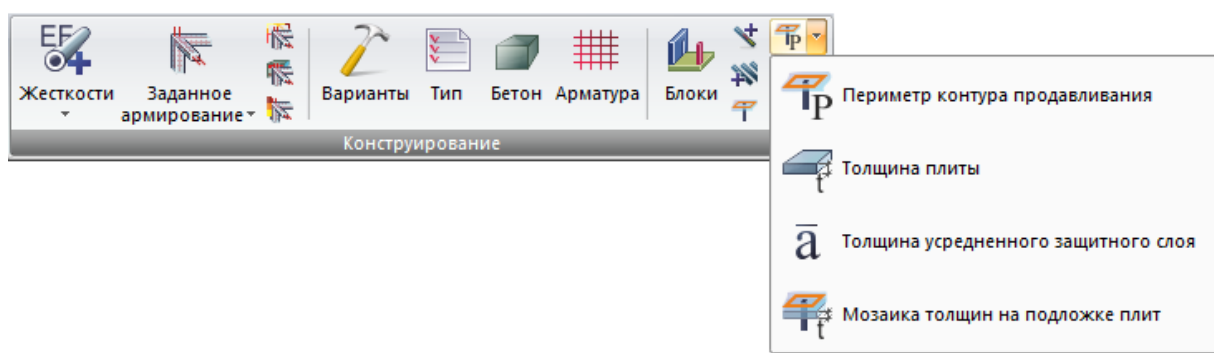 EF
Жесткости
Заданное
армирование
Варианты
Тип
Бетон
Арматура
Блоки
Конструирование
P
P
Периметр контура продавливания
t
Толщина плиты
a
Толщина усредненного защитного слоя
t
Мозаика толщин на подложке плит